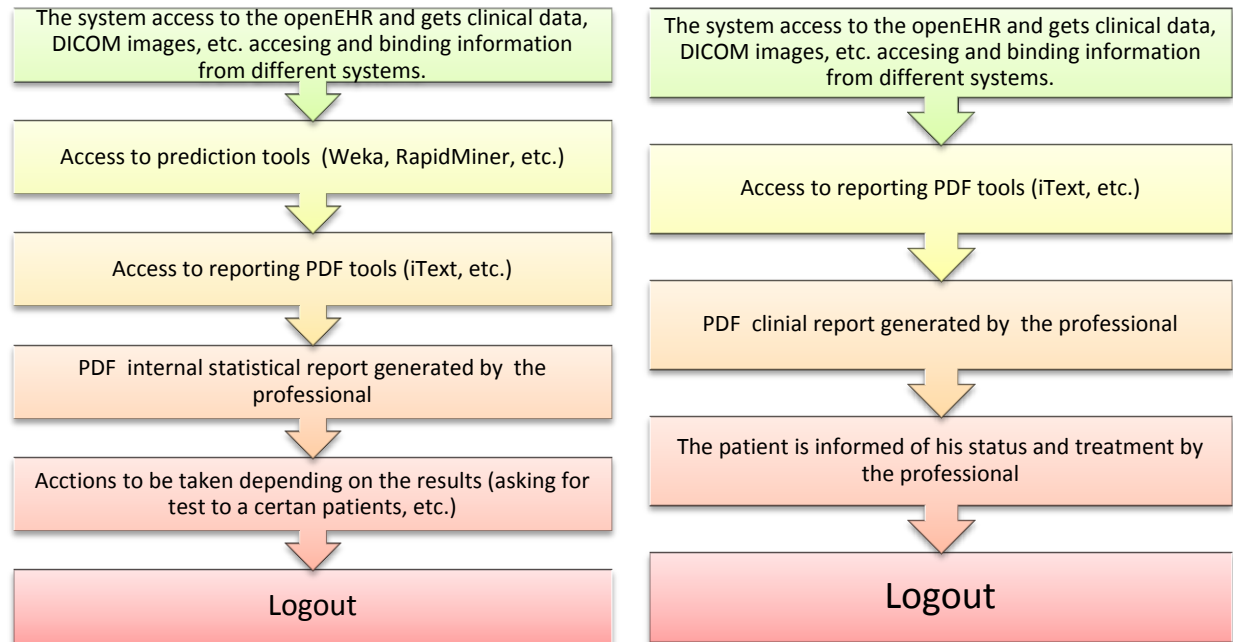 The system access to the openEHR and gets clinical data,
DICOM images, etc. accesing and binding information
from different systems.
Access to prediction tools (Weka, RapidMiner, etc.)
Access to reporting PDF tools (iText, etc.)
PDF internal statistical report generated by the
professional
Acctions to be taken depending on the results (asking for
test to a certan patients, etc.)
Logout
The system access to the openEHR and gets clinical data,
DICOM images, etc. accesing and binding information
from different systems.
Access to reporting PDF tools (iText, etc.)
PDF clinial report generated by the professional
The patient is informed of his status and treatment by
the professional
Logout